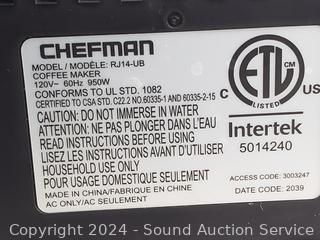 CHEFMAN
MODEL / MODÈLE: RJ14-UB
COFFEE MAKER
120V~ 60Hz 950W
CONFORMS TO UL STD. 1082
CERTIFIED TO CSA STD. C22.2 NO.60335-1 AND 60335-2-15
CAUTION: DO NOT IMMERSE IN WATER
ATTENTION: NE PAS PLONGER DANS L'EAU
READ INSTRUCTIONS BEFORE USING
LISEZ LES INSTRUCTIONS AVANT D'UTILISER
HOUSEHOLD USE ONLY
POUR USAGE DOMESTIQUE SEULEMENT
MADE IN CHINA/FABRIQUE EN CHINE
AC ONLY/AC SEULEMENT
C ETL US
LISTED
Intertek
5014240
ACCESS CODE: 3003247
DATE CODE: 2039
Copyright © 2024 - Sound Auction Service